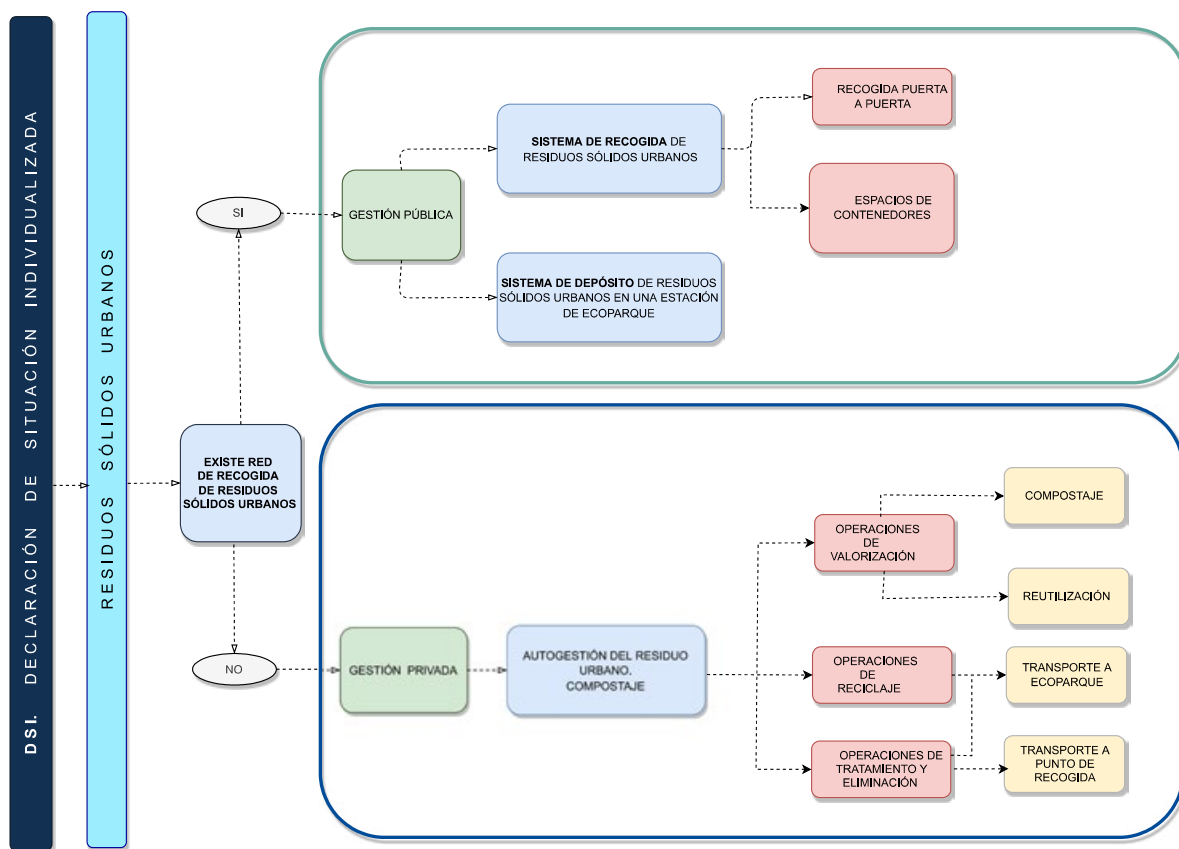 DSI. DECLARACIÓN DE SITUACIÓN INDIVIDUALIZADA
RESIDUOS SÓLIDOS URBANOS
EXISTE RED
DE RECOGIDA
DE RESIDUOS
SÓLIDOS URBANOS
SI
GESTIÓN PÚBLICA
SISTEMA DE RECOGIDA DE
RESIDUOS SÓLIDOS URBANOS
RECOGIDA PUERTA
A PUERTA
ESPACIOS DE
CONTENEDORES
SISTEMA DE DEPÓSITO DE RESIDUOS
SÓLIDOS URBANOS EN UNA ESTACIÓN
DE ECOPARQUE
NO
GESTIÓN PRIVADA
AUTOGESTIÓN DEL RESIDUO
URBANO.
COMPOSTAJE
OPERACIONES
DE
VALORIZACIÓN
COMPOSTAJE
REUTILIZACIÓN
OPERACIONES
DE
RECICLAJE
TRANSPORTE A
ECOPARQUE
OPERACIONES DE
TRATAMIENTO Y
ELIMINACIÓN
TRANSPORTE A
PUNTO DE
RECOGIDA